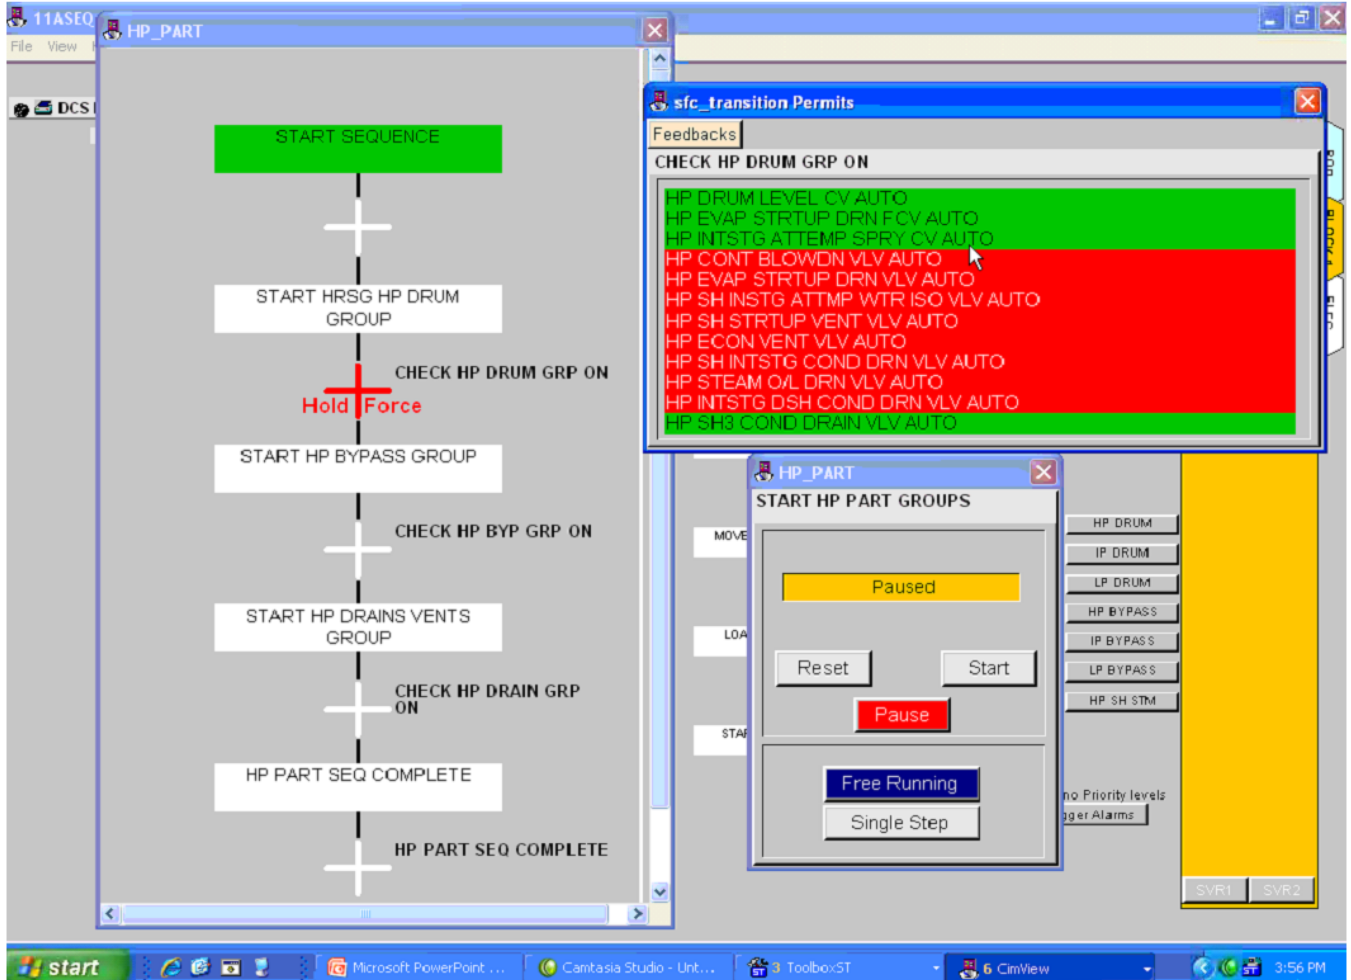 11ASEQ
HP_PART
File View
DCS
START SEQUENCE
START HRSG HP DRUM
GROUP
CHECK HP DRUM GRP ON
Hold Force
START HP BYPASS GROUP
CHECK HP BYP GRP ON
START HP DRAINS VENTS
GROUP
CHECK HP DRAIN GRP
ON
HP PART SEQ COMPLETE
HP PART SEQ COMPLETE
sfc_transition Permits
Feedbacks
CHECK HP DRUM GRP ON
HP DRUM LEVEL CV AUTO
HP EVAP STRTUP DRN FCV AUTO
HP INTSTG ATTEMP SPRY CV AUTO
HP CONT BLOWDN VLV AUTO
HP EVAP STRTUP DRN VLV AUTO
HP SH INSTG ATTMP WTR ISO VLV AUTO
HP SH STRTUP VENT VLV AUTO
HP ECON VENT VLV AUTO
HP SH INTSTG COND DRN VLV AUTO
HP STEAM O/L DRN VLV AUTO
HP INTSTG DSH COND DRN VLV AUTO
HP SH3 COND DRAIN VLV AUTO
HP_PART
START HP PART GROUPS
Paused
Reset Start
Pause
Free Running
Single Step
MOVE
LOA
STAR
HP DRUM
IP DRUM
LP DRUM
HP BYPASS
IP BYPASS
LP BYPASS
HP SH STM
no Priority levels
gger Alarms
SVR1 SVR2
start
Microsoft PowerPoint ...
Camtasia Studio - Unt...
3 ToolboxST
6 CimView
3:56 PM